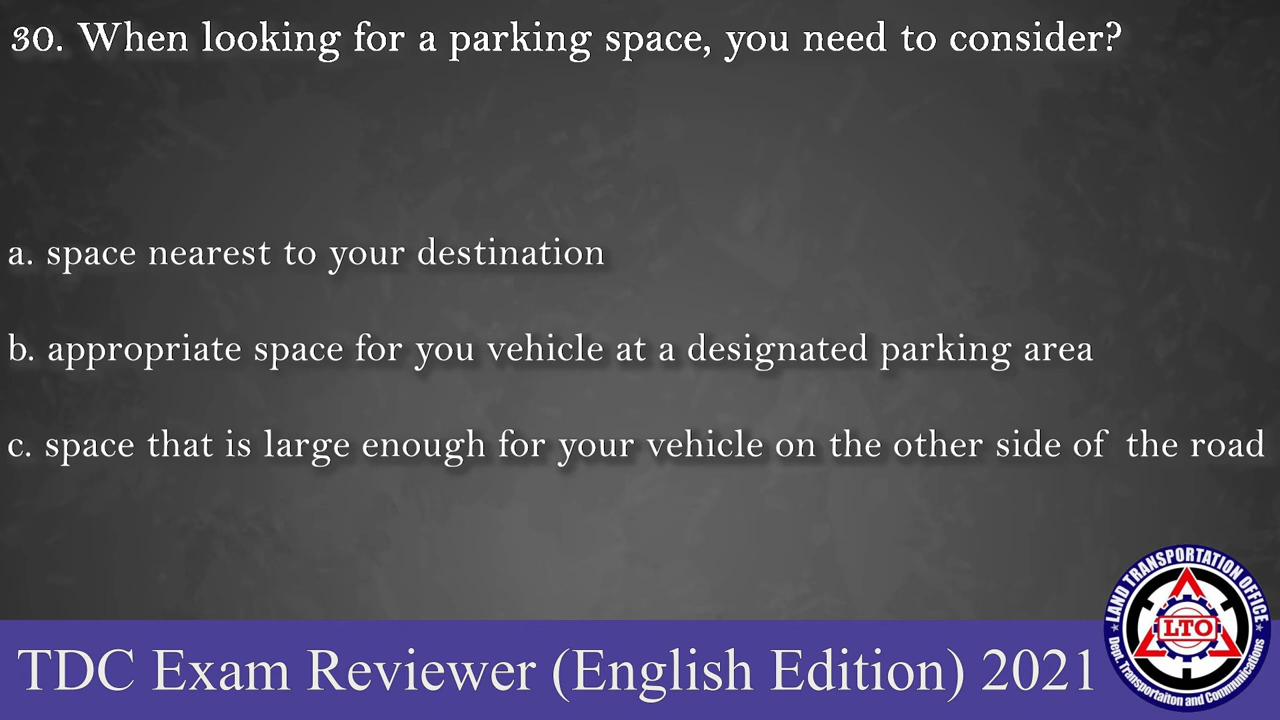 30. When looking for a parking space, you need to consider?
a. space nearest to your destination
b. appropriate space for you vehicle at a designated parking area
c. space that is large enough for your vehicle on the other side of the road
TDC Exam Reviewer (English Edition) 2021
LAND TRANSPORTATION OFFICE
LTO
Dept. Transportaiton and Communications